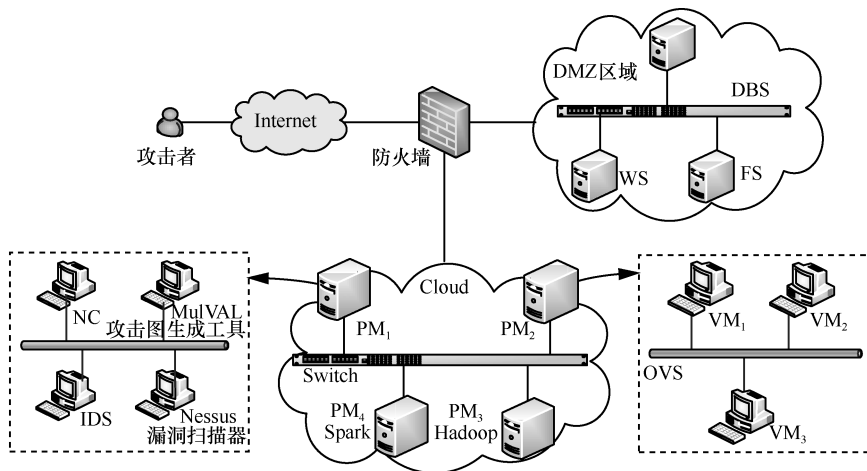 DMZ区域
DBS
Internet
攻击者
防火墙
WS
FS
Cloud
NC
MulVAL
攻击图生成工具
PM₁
PM₂
VM₁
VM₂
Switch
OVS
IDS
Nessus
漏洞扫描器
PM₄
Spark
PM₃
Hadoop
VM₃